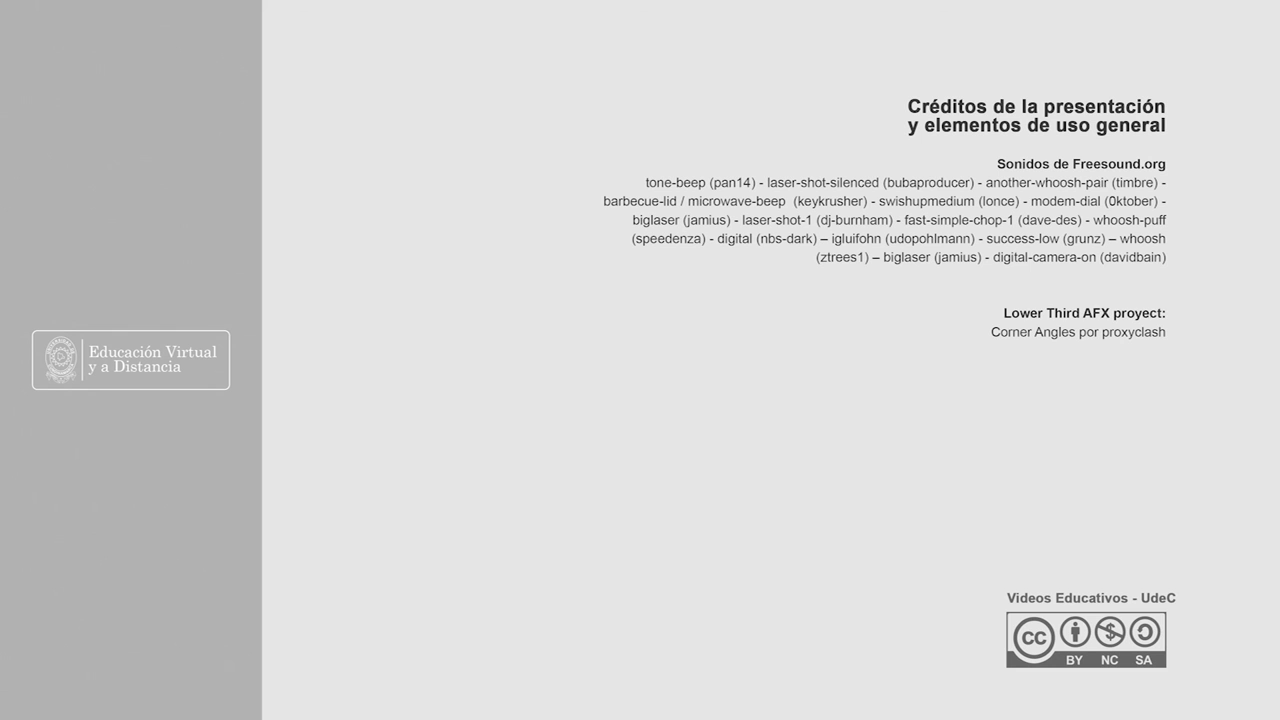 Créditos de la presentación
y elementos de uso general
Sonidos de Freesound.org
tone-beep (pan14) - laser-shot-silenced (bubaproducer) - another-whoosh-pair (timbre) -
barbecue-lid / microwave-beep  (keykrusher) - swishupmedium (lonce) - modem-dial (0ktober) -
biglaser (jamius) - laser-shot-1 (dj-burnham) - fast-simple-chop-1 (dave-des) - whoosh-puff
(speedenza) - digital (nbs-dark) – igluifohn (udopohlmann) - success-low (grunz) – whoosh
(ztrees1) – biglaser (jamius) - digital-camera-on (davidbain)
Lower Third AFX proyect:
Corner Angles por proxyclash
Educación Virtual
y a Distancia
Videos Educativos - UdeC
cc
BY NC SA